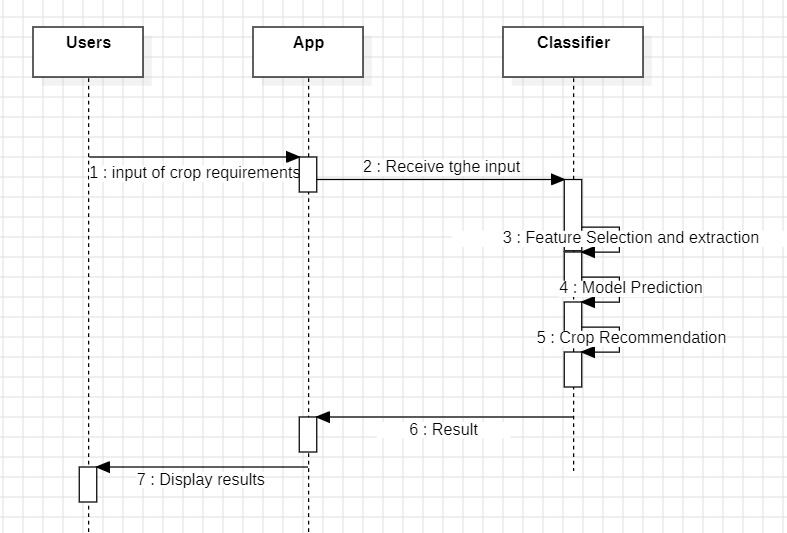 Users
App
Classifier
1 : input of crop requirements
2 : Receive tghe input
3 : Feature Selection and extraction
4 : Model Prediction
5 : Crop Recommendation
6 : Result
7 : Display results